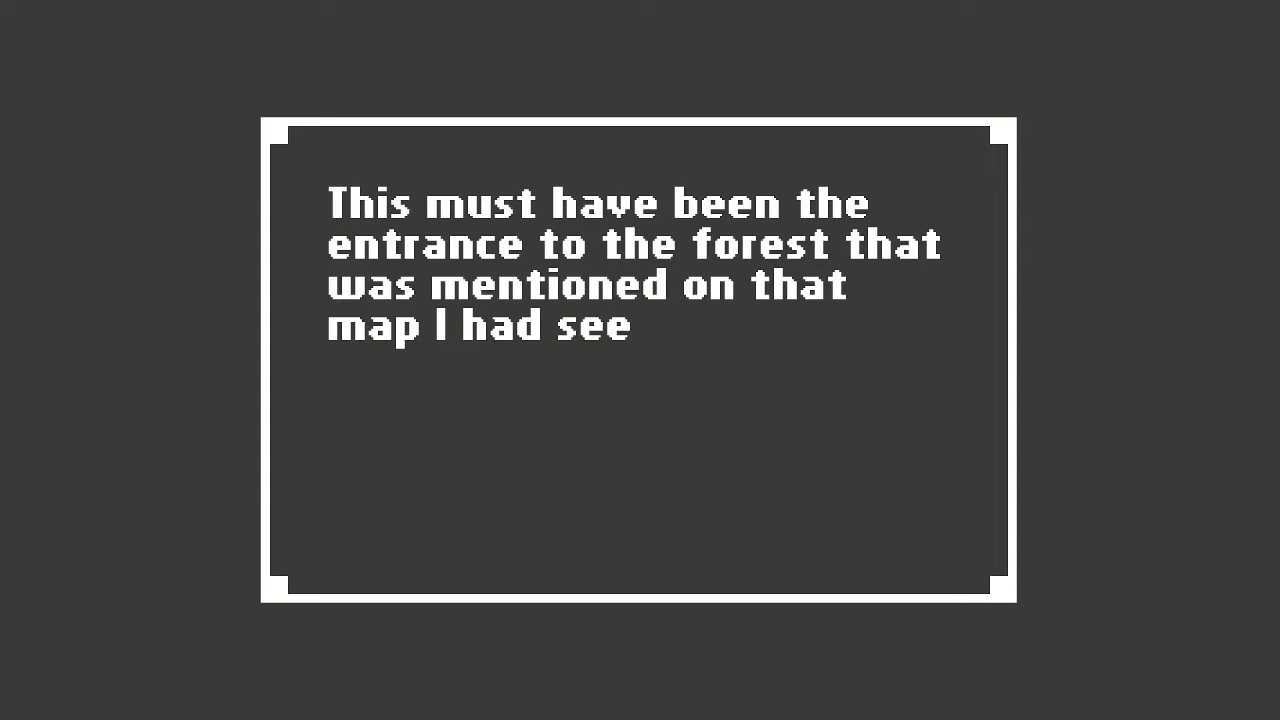 This must have been the
entrance to the forest that
was mentioned on that
map I had see